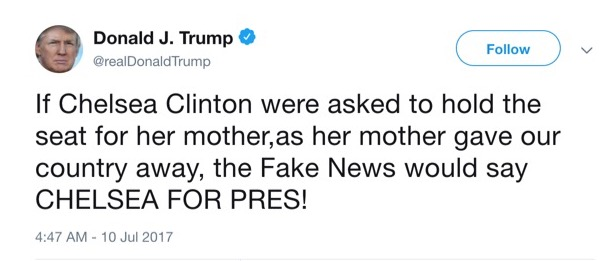 Donald J. Trump
@realDonaldTrump
Follow
If Chelsea Clinton were asked to hold the
seat for her mother,as her mother gave our
country away, the Fake News would say
CHELSEA FOR PRES!
4:47 AM - 10 Jul 2017